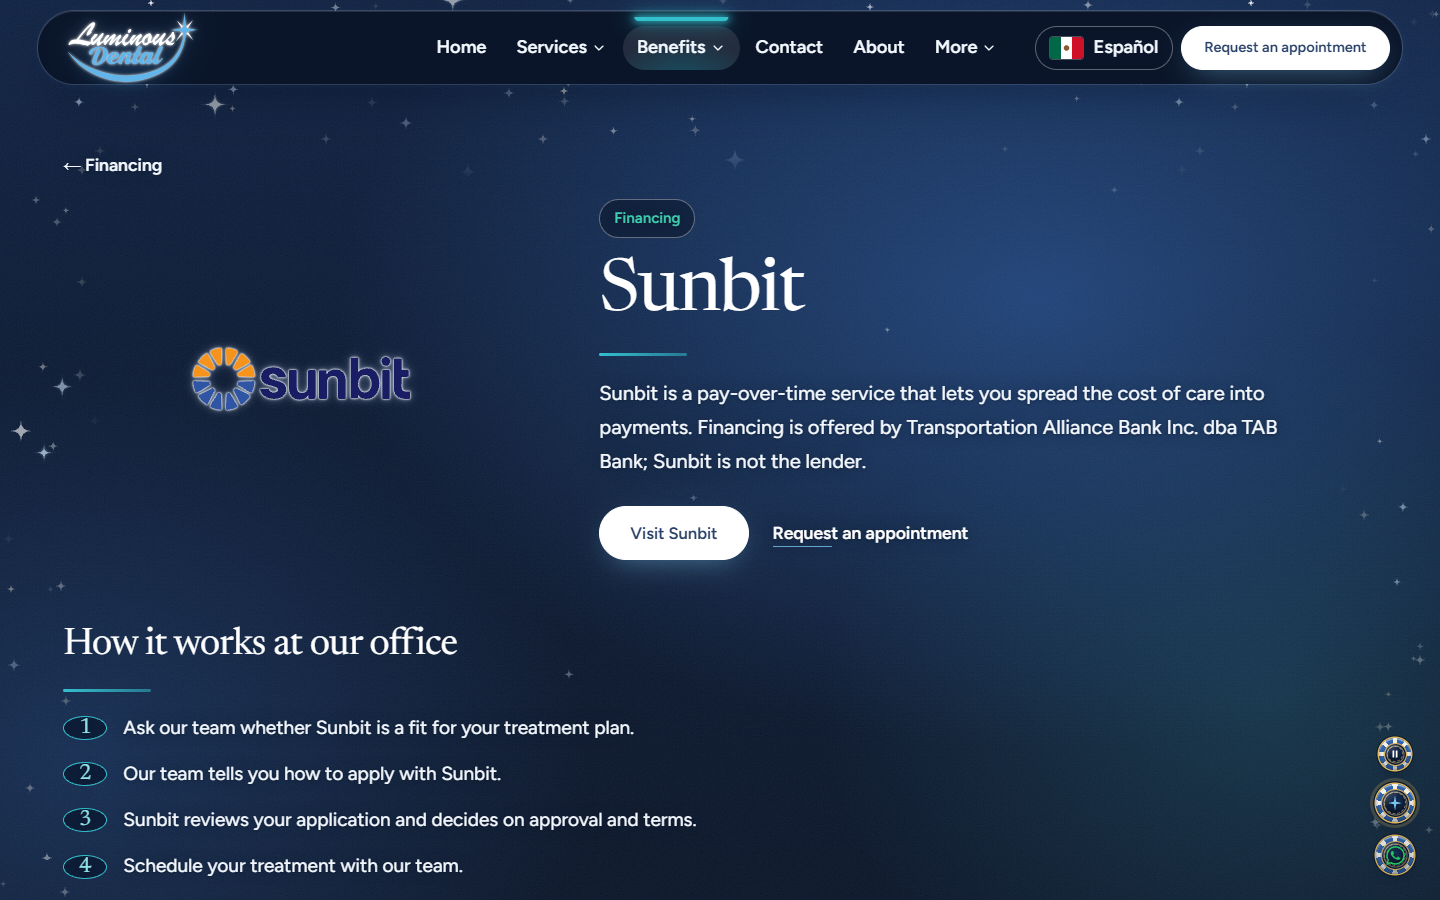 Luminous
Dental
Home
Services
Benefits
Contact
About
More
Español
Request an appointment
← Financing
Financing
Sunbit
sunbit
Sunbit is a pay-over-time service that lets you spread the cost of care into
payments. Financing is offered by Transportation Alliance Bank Inc. dba TAB
Bank; Sunbit is not the lender.
Visit Sunbit
Request an appointment
How it works at our office
1 Ask our team whether Sunbit is a fit for your treatment plan.
2 Our team tells you how to apply with Sunbit.
3 Sunbit reviews your application and decides on approval and terms.
4 Schedule your treatment with our team.